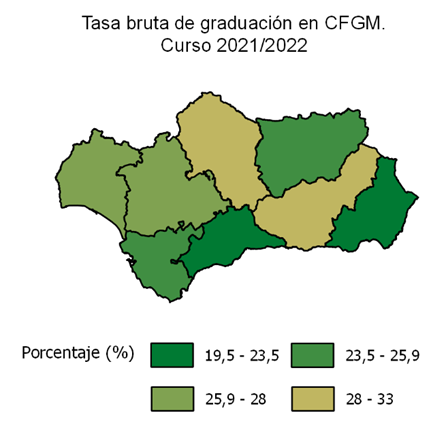 Tasa bruta de graduación en CFGM.
Curso 2021/2022
Porcentaje (%) 19,5 - 23,5 23,5 - 25,9
25,9 - 28 28 - 33